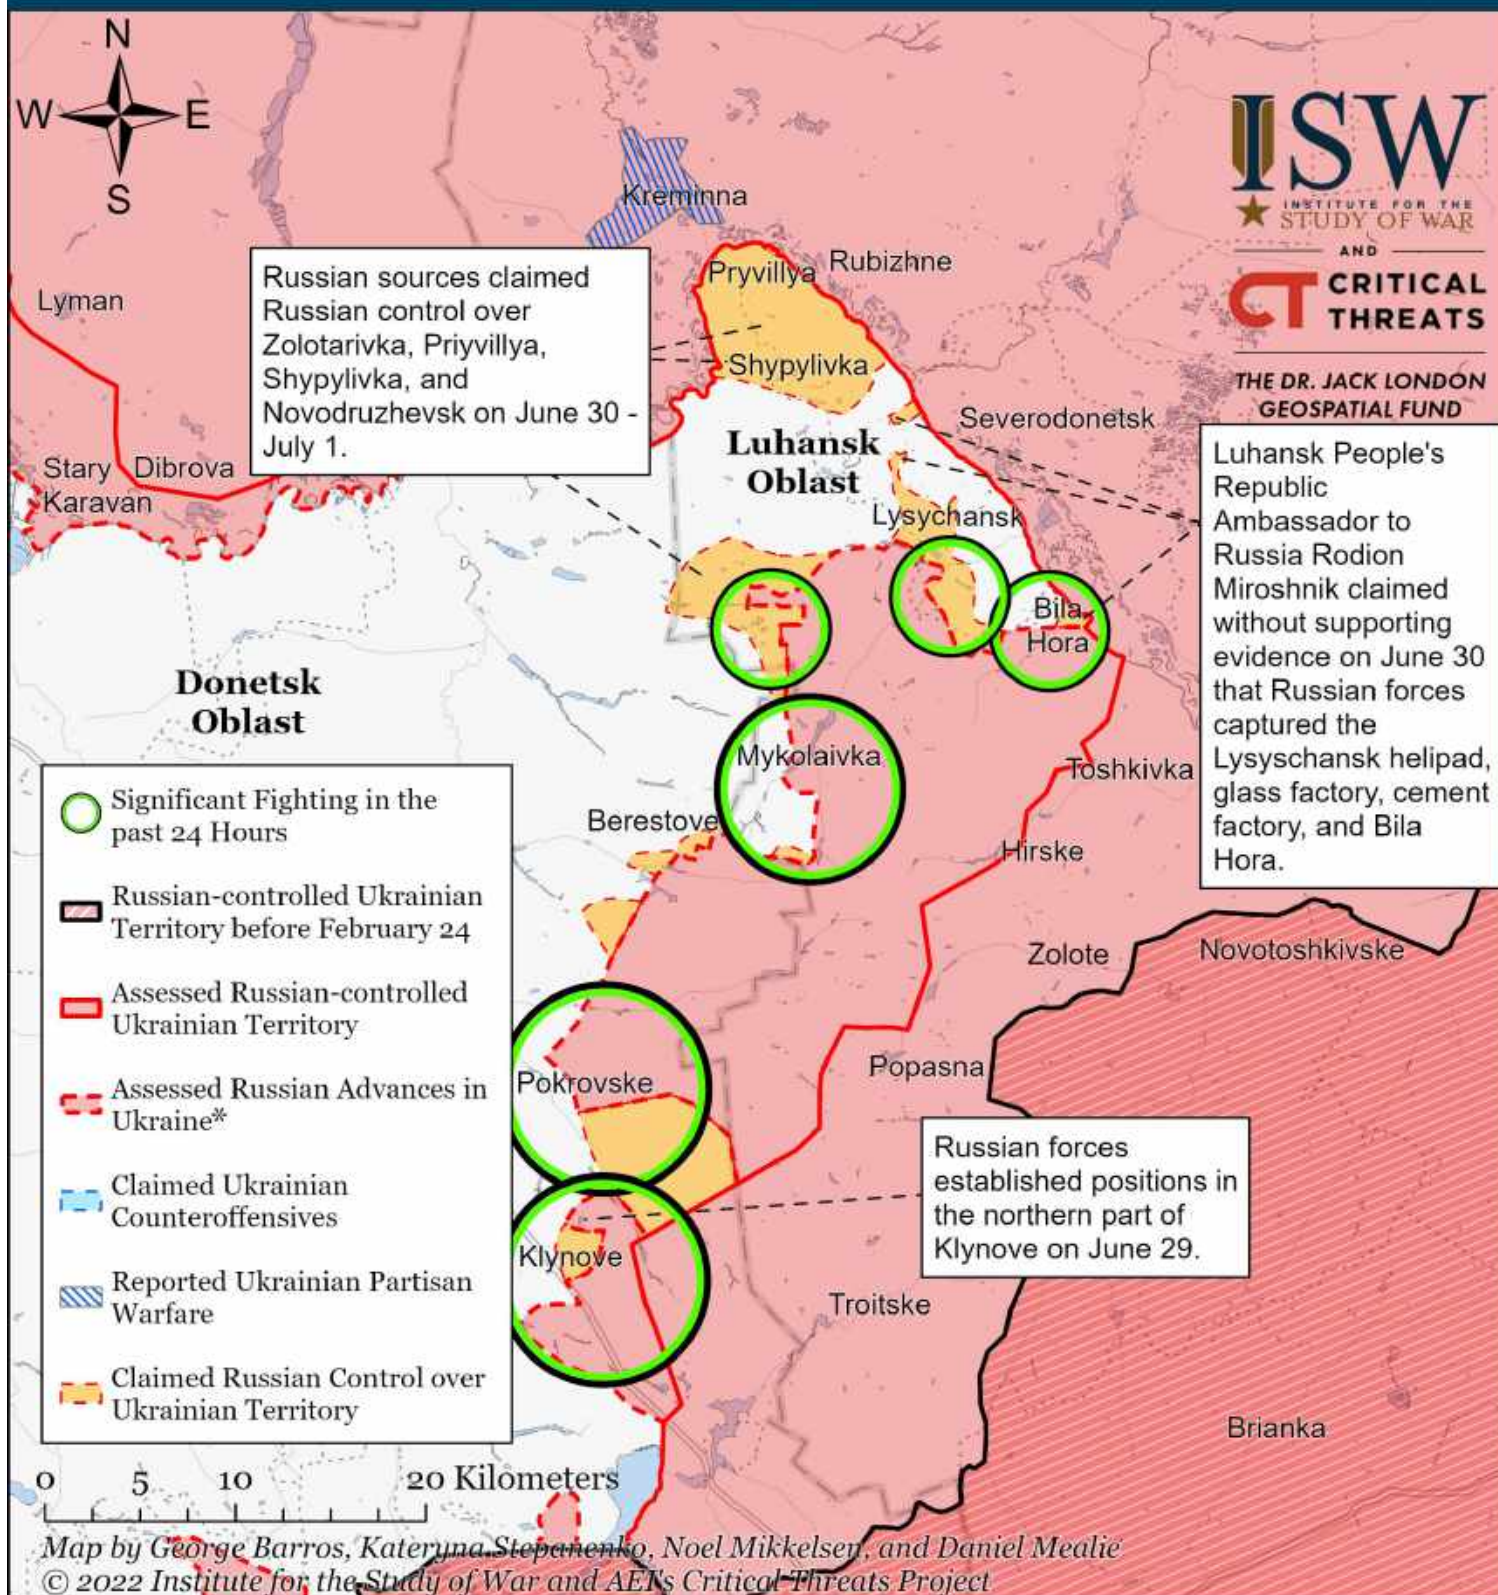 N
W
E
S
ISW
INSTITUTE FOR THE
STUDY OF WAR
AND
CT CRITICAL
THREATS
THE DR. JACK LONDON
GEOSPATIAL FUND
Kreminna
Russian sources claimed
Russian control over
Zolotarivka, Priyvillya,
Shypylivka, and
Novodruzhevsk on June 30 -
July 1.
Pryvillya
Rubizhne
Lyman
Shypylivka
Severodonetsk
Luhansk
Oblast
Stary
Karavan
Dibrova
Lysychansk
Luhansk People's
Republic
Ambassador to
Russia Rodion
Miroshnik claimed
without supporting
evidence on June 30
that Russian forces
captured the
Lysyschansk helipad,
glass factory, cement
factory, and Bila
Hora.
Bila
Hora
Donetsk
Oblast
Mykolaivka
Toshkivka
Berestove
Hirske
Zolote
Novotoshkivske
Popasna
Pokrovske
Russian forces
established positions in
the northern part of
Klynove on June 29.
Klynove
Troitske
Brianka
Significant Fighting in the
past 24 Hours
Russian-controlled Ukrainian
Territory before February 24
Assessed Russian-controlled
Ukrainian Territory
Assessed Russian Advances in
Ukraine*
Claimed Ukrainian
Counteroffensives
Reported Ukrainian Partisan
Warfare
Claimed Russian Control over
Ukrainian Territory
0 5 10 20 Kilometers
Map by George Barros, Kateryna Stepanenko, Noel Mikkelsen, and Daniel Mealie
© 2022 Institute for the Study of War and AEI's Critical Threats Project